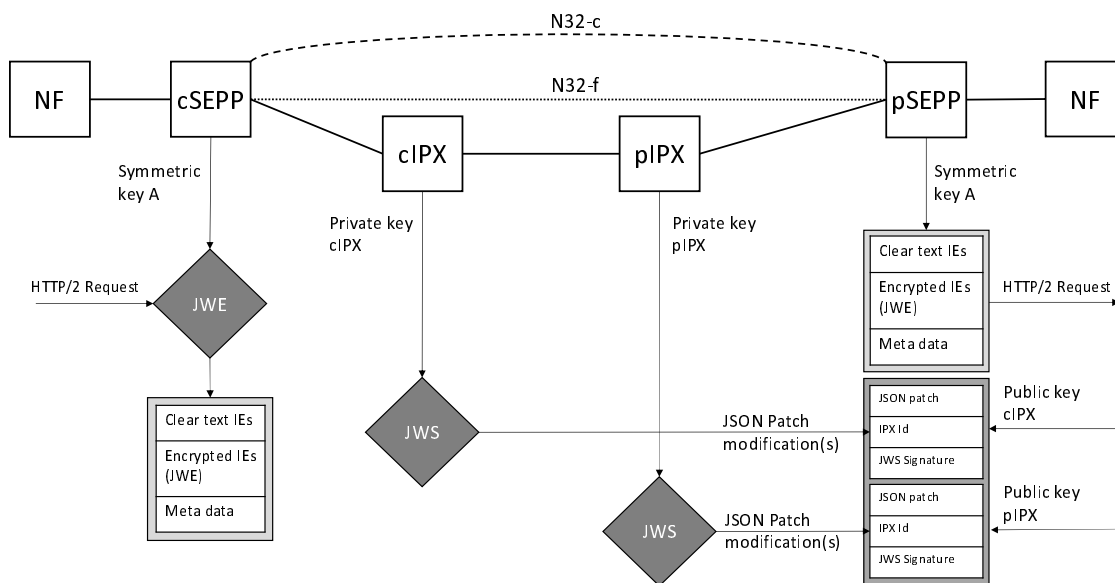 N32-c
NF
cSEPP
N32-f
pSEPP
NF
cIPX
pIPX
Symmetric
key A
Private key
cIPX
Private key
pIPX
Symmetric
key A
HTTP/2 Request
JWE
Clear text IEs
Encrypted IEs
(JWE)
Meta data
HTTP/2 Request
Clear text IEs
Encrypted IEs
(JWE)
Meta data
JWS
JSON Patch
modification(s)
JSON patch
IPX Id
JWS Signature
Public key
cIPX
JWS
JSON Patch
modification(s)
JSON patch
IPX Id
JWS Signature
Public key
pIPX